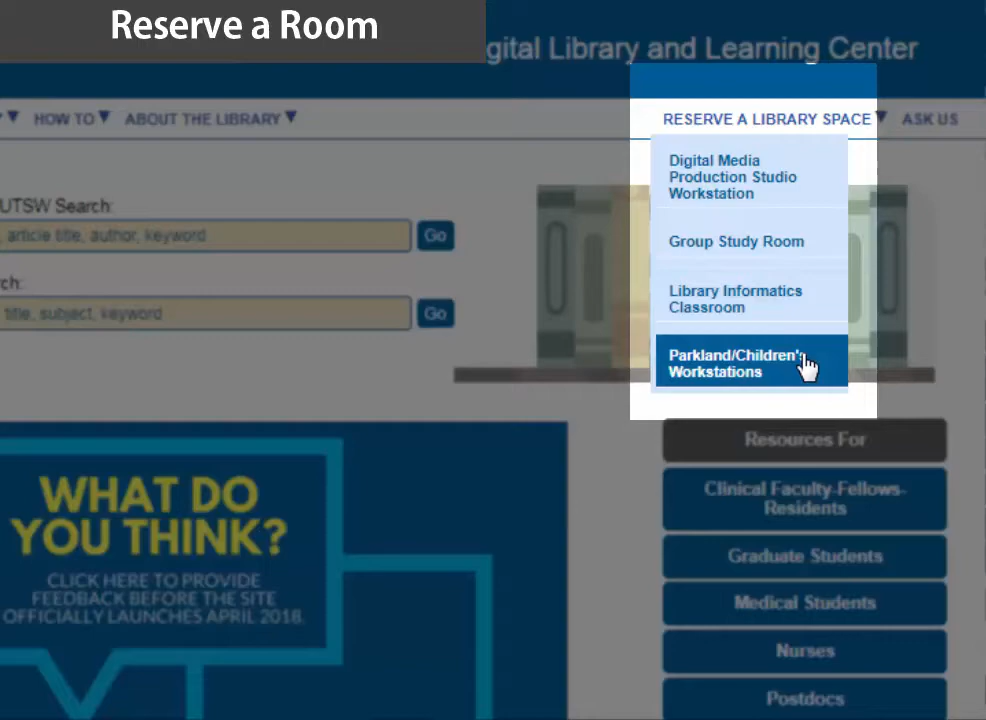 Reserve a Room
gital Library and Learning Center
HOW TO
ABOUT THE LIBRARY
RESERVE A LIBRARY SPACE
ASK US
Digital Media
Production Studio
Workstation
Group Study Room
Library Informatics
Classroom
Parkland/Children's
Workstations
UTSW Search:
, article title, author, keyword
Go
ch:
title, subject, keyword
Go
WHAT DO
YOU THINK?
CLICK HERE TO PROVIDE
FEEDBACK BEFORE THE SITE
OFFICIALLY LAUNCHES APRIL 2018.
Resources For
Clinical Faculty-Fellows-
Residents
Graduate Students
Medical Students
Nurses
Postdocs